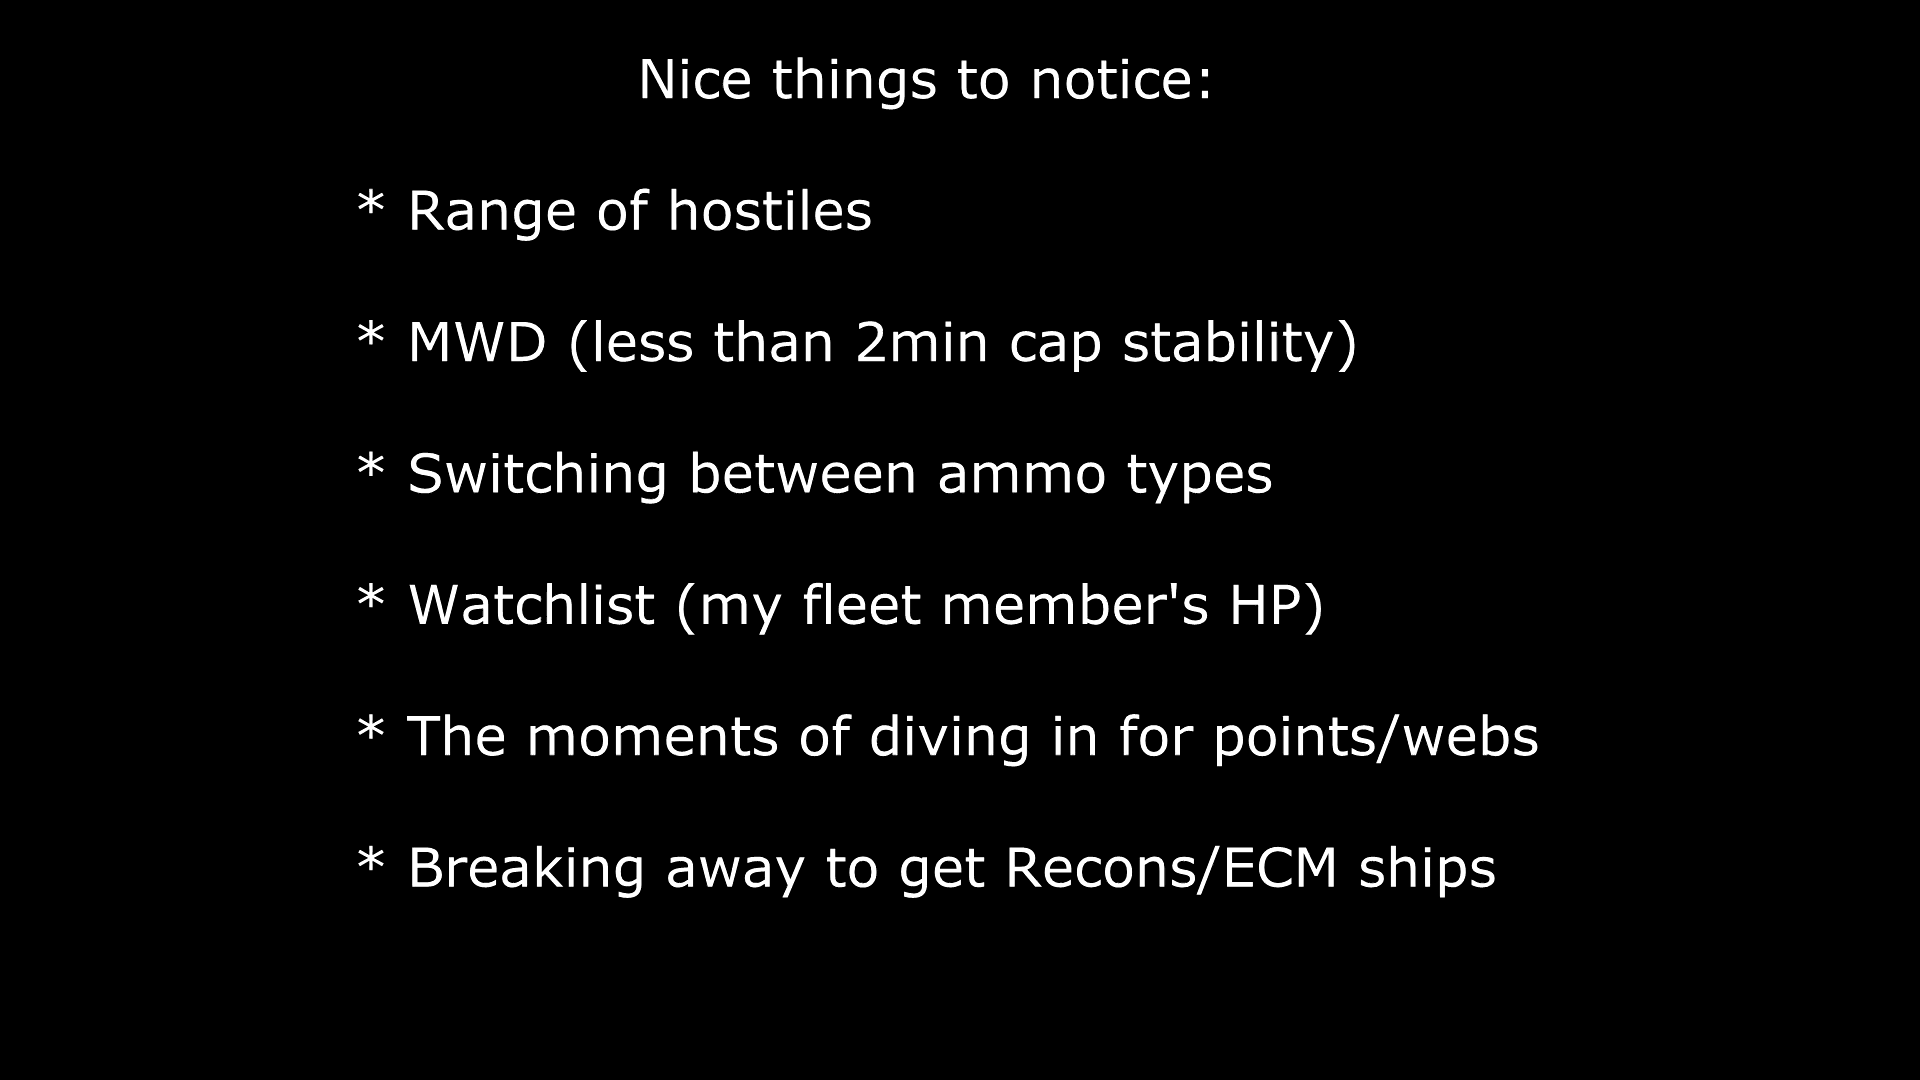 Nice things to notice:
* Range of hostiles
* MWD (less than 2min cap stability)
* Switching between ammo types
* Watchlist (my fleet member's HP)
* The moments of diving in for points/webs
* Breaking away to get Recons/ECM ships